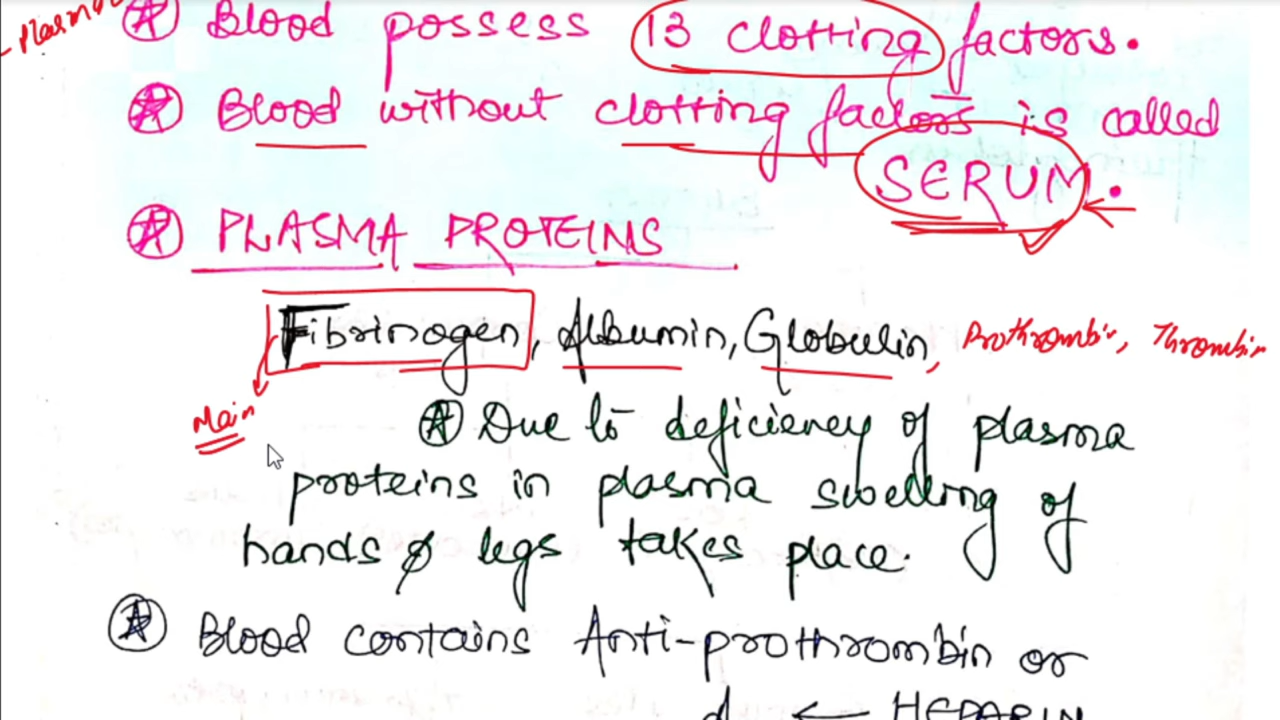 Plasma
Blood possess 13 clotting factors.
Blood without clotting factors is called
SERUM.
PLASMA PROTEINS
Fibrinogen, Albumin, Globulin, Prothrombin, Thrombin
Main
Due to deficiency of plasma
proteins in plasma swelling of
hands & legs takes place.
Blood contains Anti-prothrombin or
← HEPARIN